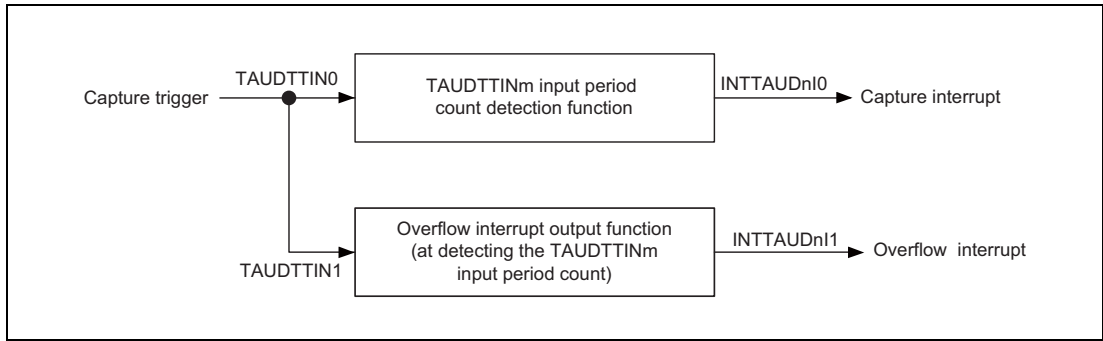 TAUDTTIN0
Capture trigger
TAUDTTINm input period
count detection function
INTTAUDnI0
Capture interrupt
TAUDTTIN1
Overflow interrupt output function
(at detecting the TAUDTTINm
input period count)
INTTAUDnI1
Overflow interrupt